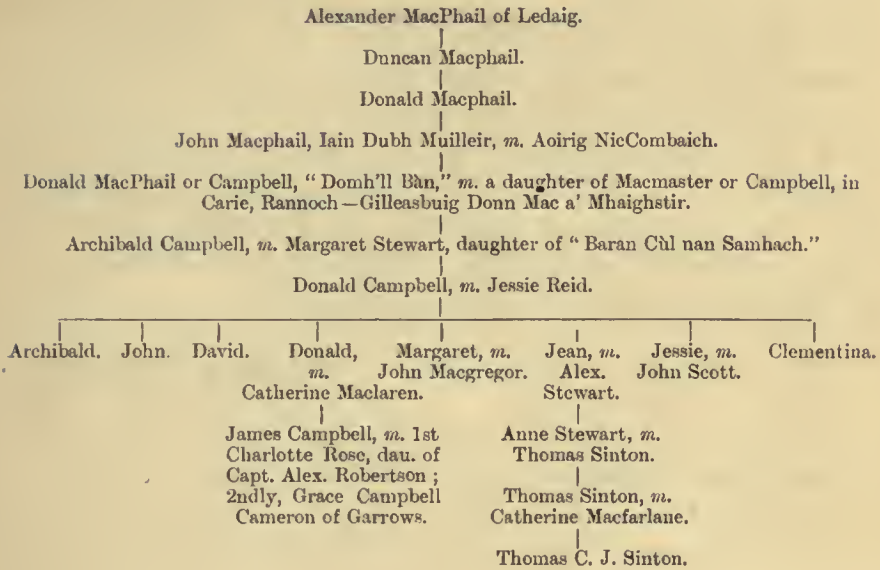 Alexander MacPhail of Ledaig.
Duncan Macphail.
Donald Macphail.
John Macphail, Iain Dubh Muilleir, m. Aoirig NicCombaich.
Donald MacPhail or Campbell, “ Domh'll Bàn,” m. a daughter of Macmaster or Campbell, in
Carie, Rannoch—Gilleasbuig Donn Mac a' Mhaighstir.
Archibald Campbell, m. Margaret Stewart, daughter of “ Baran Cùl nan Samhach.”
Donald Campbell, m. Jessie Reid.
Archibald. John. David. Donald, Margaret, m. Jean, m. Jessie, m. Clementina.
m. John Macgregor. Alex. John Scott.
Catherine Maclaren. Stewart.
James Campbell, m. 1st Anne Stewart, m.
Charlotte Rose, dau. of Thomas Sinton.
Capt. Alex. Robertson ;
2ndly, Grace Campbell Thomas Sinton, m.
Cameron of Garrows. Catherine Macfarlane.
Thomas C. J. Sinton.